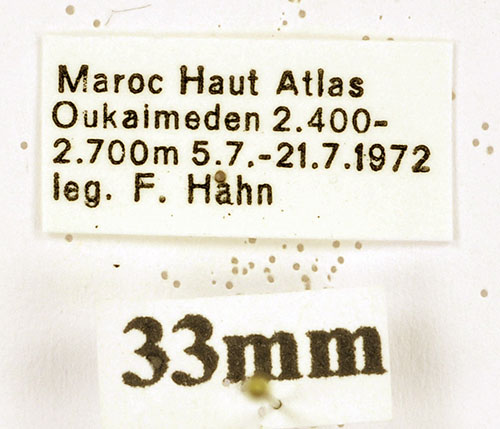 Maroc Haut Atlas
Oukaimeden 2.400-
2.700m 5.7.-21.7.1972
leg. F. Hahn
33mm